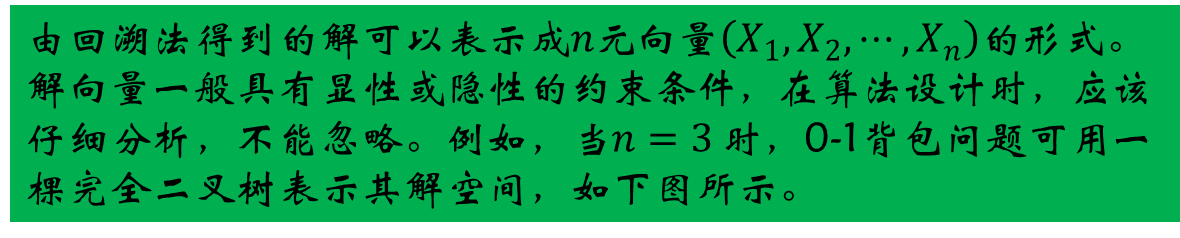 由回溯法得到的解可以表示成n元向量(X₁,X₂,⋯,Xₙ)的形式。
解向量一般具有显性或隐性的约束条件，在算法设计时，应该
仔细分析，不能忽略。例如，当n = 3 时，0-1背包问题可用一
棵完全二叉树表示其解空间，如下图所示。